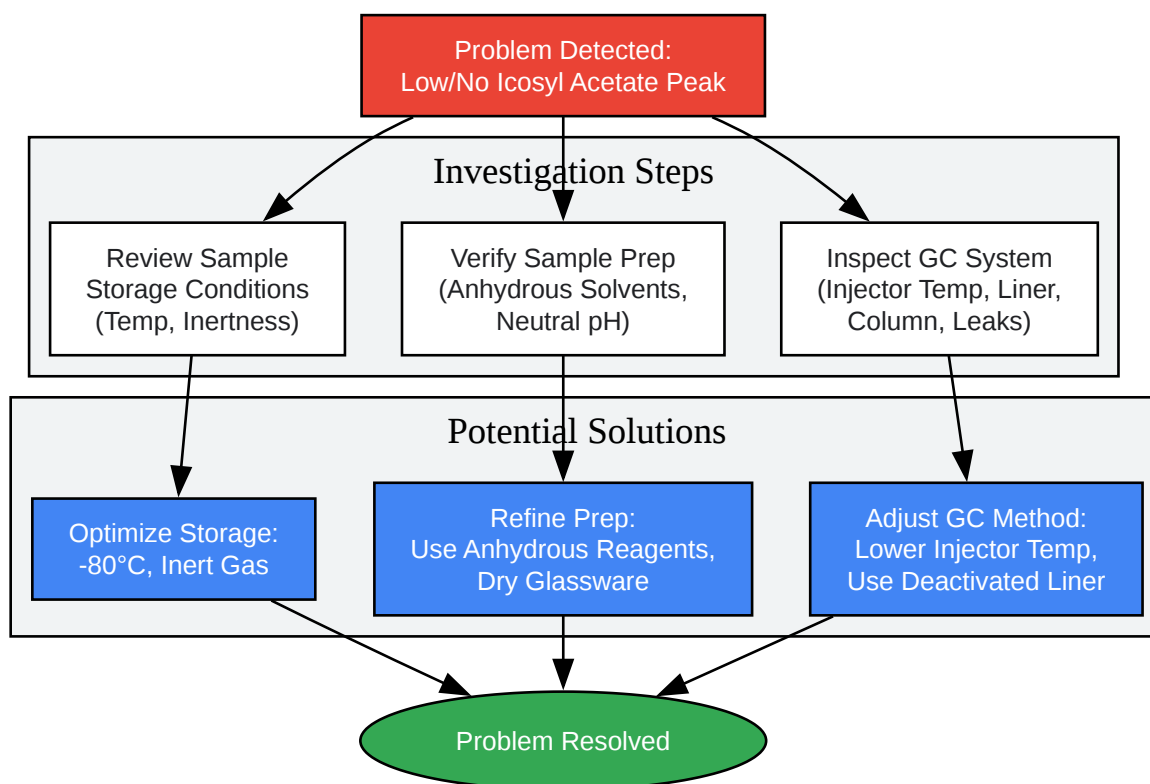 Problem Detected:
Low/No Icosyl Acetate Peak
Investigation Steps
Review Sample
Storage Conditions
(Temp, Inertness)
Verify Sample Prep
(Anhydrous Solvents,
Neutral pH)
Inspect GC System
(Injector Temp, Liner,
Column, Leaks)
Potential Solutions
Optimize Storage:
-80°C, Inert Gas
Refine Prep:
Use Anhydrous Reagents,
Dry Glassware
Adjust GC Method:
Lower Injector Temp,
Use Deactivated Liner
Problem Resolved